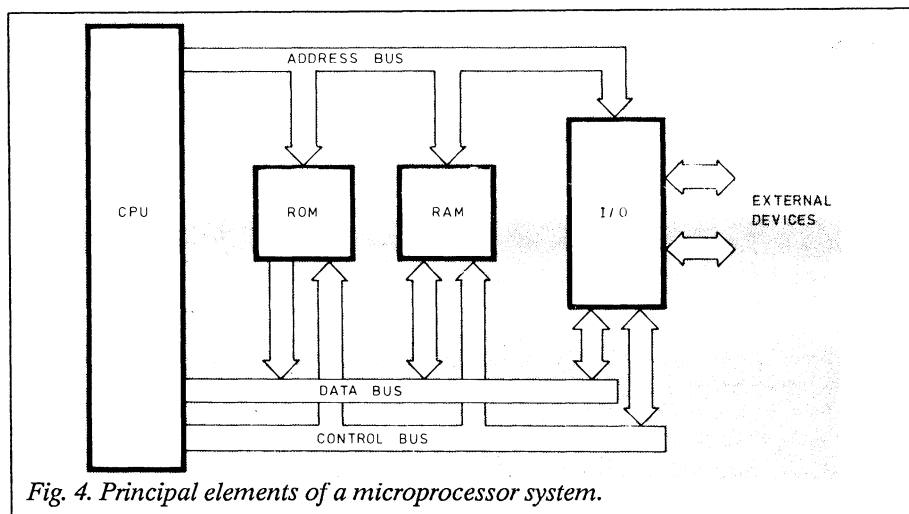 ADDRESS BUS
CPU
ROM
RAM
I/O
EXTERNAL
DEVICES
DATA BUS
CONTROL BUS
Fig. 4. Principal elements of a microprocessor system.